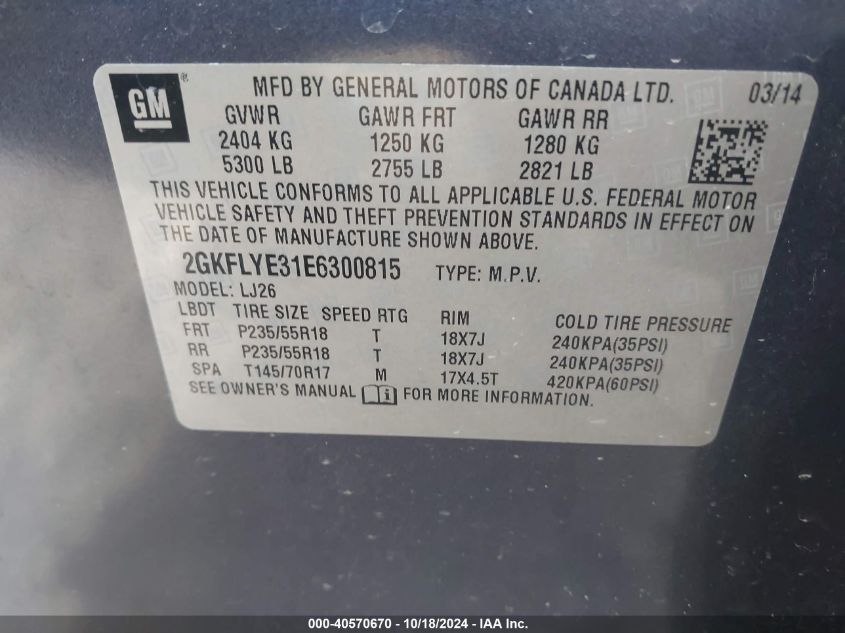 GM ® MFD BY GENERAL MOTORS OF CANADA LTD. 03/14
GVWR GAWR FRT GAWR RR
2404 KG 1250 KG 1280 KG
5300 LB 2755 LB 2821 LB
THIS VEHICLE CONFORMS TO ALL APPLICABLE U.S. FEDERAL MOTOR
VEHICLE SAFETY AND THEFT PREVENTION STANDARDS IN EFFECT ON
THE DATE OF MANUFACTURE SHOWN ABOVE.
2GKFLYE31E6300815 TYPE: M.P.V.
MODEL: LJ26
LBDT TIRE SIZE SPEED RTG RIM COLD TIRE PRESSURE
FRT P235/55R18 T 18X7J 240KPA(35PSI)
RR P235/55R18 T 18X7J 240KPA(35PSI)
SPA T145/70R17 M 17X4.5T 420KPA(60PSI)
SEE OWNER'S MANUAL FOR MORE INFORMATION.
000-40570670 - 10/18/2024 - IAA Inc.